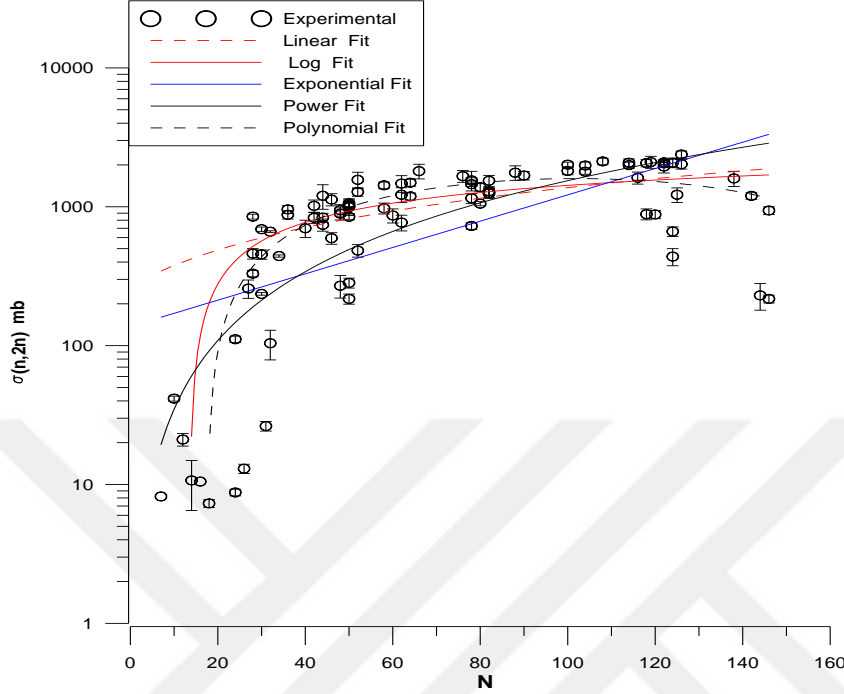 Experimental
Linear Fit
Log Fit
Exponential Fit
Power Fit
Polynomial Fit
10000
1000
100
10
1
σ(n,2n) mb
0 20 40 60 80 100 120 140 160
N